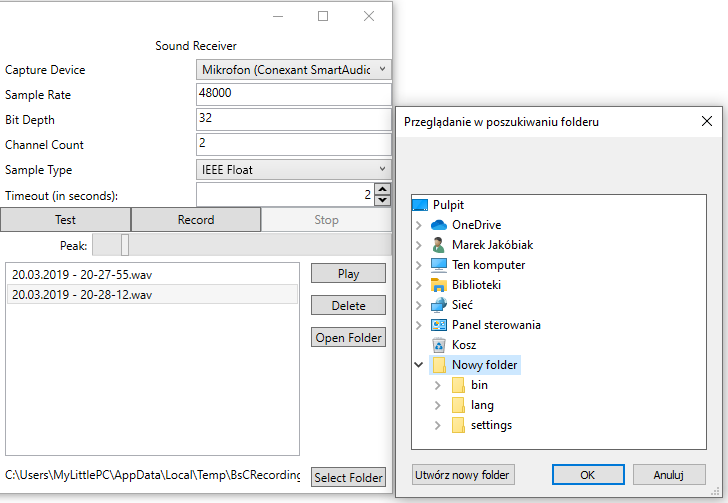 Sound Receiver
Capture Device
Mikrofon (Conexant SmartAudic
Sample Rate
48000
Bit Depth
32
Channel Count
2
Sample Type
IEEE Float
Timeout (in seconds):
2
Test
Record
Stop
Peak:
20.03.2019 - 20-27-55.wav
20.03.2019 - 20-28-12.wav
Play
Delete
Open Folder
C:\Users\MyLittlePC\AppData\Local\Temp\BsCRecording
Select Folder
Przeglądanie w poszukiwaniu folderu
Pulpit
OneDrive
Marek Jakóbiak
Ten komputer
Biblioteki
Sieć
Panel sterowania
Kosz
Nowy folder
bin
lang
settings
Utwórz nowy folder
OK
Anuluj